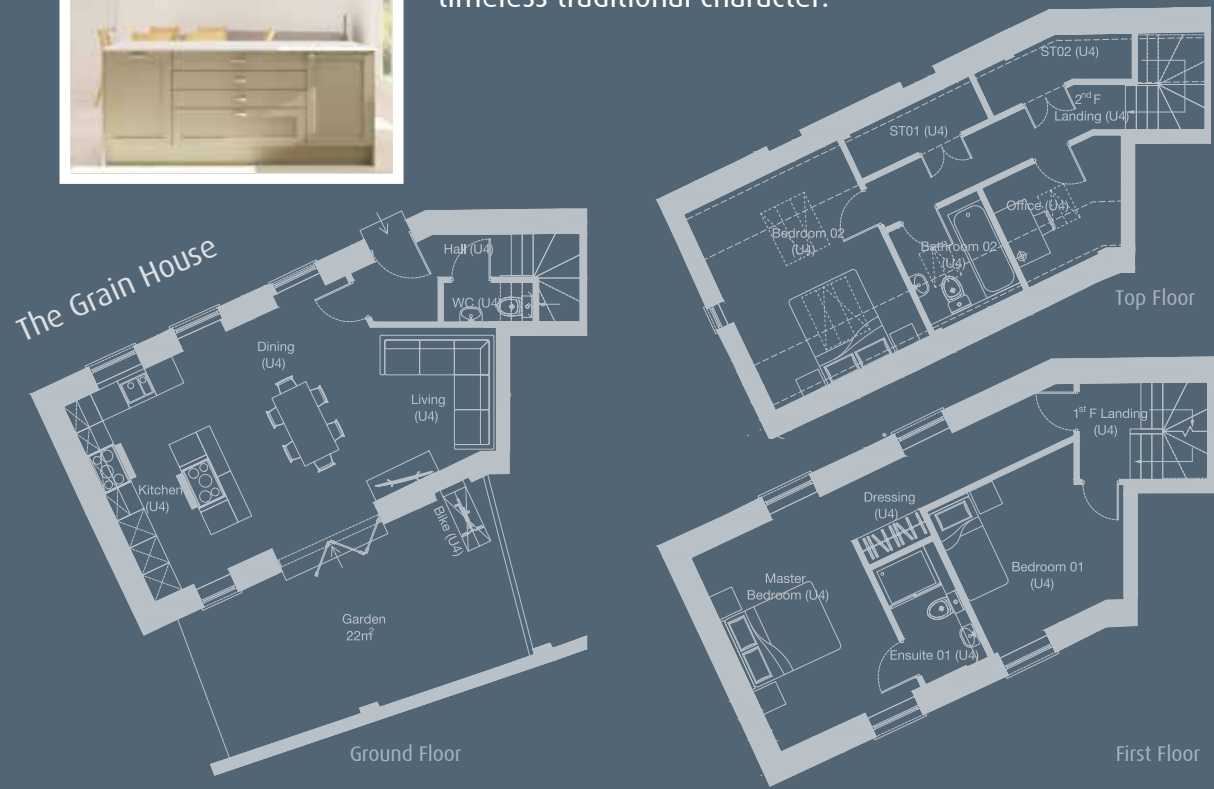 timeless traditional character.
The Grain House
Hall (U4)
WC (U4)
Dining
(U4)
Living
(U4)
Kitchen
(U4)
Bike (U4)
Garden
22m²
Ground Floor
ST02 (U4)
2nd F
Landing (U4)
ST01 (U4)
Office (U4)
Bedroom 02
(U4)
Bathroom 02
(U4)
Top Floor
1st F Landing
(U4)
Dressing
(U4)
Bedroom 01
(U4)
Master
Bedroom (U4)
Ensuite 01 (U4)
First Floor